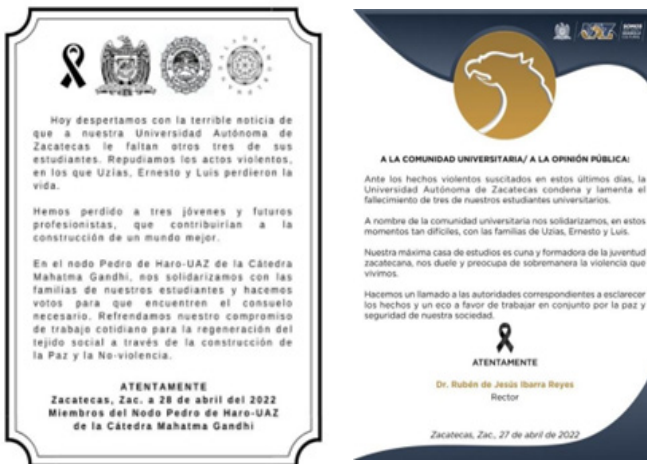 Hoy despertamos con la terrible noticia de
que a nuestra Universidad Autónoma de
Zacatecas le faltan otros tres de sus
estudiantes. Repudiamos los actos violentos,
en los que Uzías, Ernesto y Luis perdieron la
vida.
Hemos perdido a tres jóvenes y futuros
profesionistas, que contribuirían a la
construcción de un mundo mejor.
En el nodo Pedro de Haro-UAZ de la Cátedra
Mahatma Gandhi, nos solidarizamos con las
familias de nuestros estudiantes y hacemos
votos para que encuentren el consuelo
necesario. Refrendamos nuestro compromiso
de trabajo cotidiano para la regeneración del
tejido social a través de la construcción de
la Paz y la No-violencia.
ATENTAMENTE
Zacatecas, Zac. a 28 de abril del 2022
Miembros del Nodo Pedro de Haro-UAZ
de la Cátedra Mahatma Gandhi
UAZ
SOMOS
A LA COMUNIDAD UNIVERSITARIA/ A LA OPINIÓN PÚBLICA:
Ante los hechos violentos suscitados en estos últimos días, la
Universidad Autónoma de Zacatecas condena y lamenta el
fallecimiento de tres de nuestros estudiantes universitarios.
A nombre de la comunidad universitaria nos solidarizamos, en estos
momentos tan difíciles, con las familias de Uzías, Ernesto y Luis.
Nuestra máxima casa de estudios es cuna y formadora de la juventud
zacatecana, nos duele y preocupa de sobremanera la violencia que
vivimos.
Hacemos un llamado a las autoridades correspondientes a esclarecer
los hechos y un eco a favor de trabajar en conjunto por la paz y
seguridad de nuestra sociedad.
ATENTAMENTE
Dr. Rubén de Jesús Ibarra Reyes
Rector
Zacatecas, Zac., 27 de abril de 2022